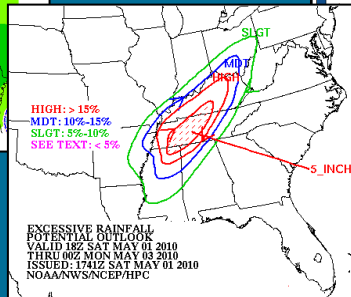 SLGT
MDT
HIGH
HIGH: > 15%
MDT: 10%-15%
SLGT: 5%-10%
SEE TEXT: < 5%
5_INCH
EXCESSIVE RAINFALL
POTENTIAL OUTLOOK
VALID 18Z SAT MAY 01 2010
THRU 00Z MON MAY 03 2010
ISSUED: 1741Z SAT MAY 01 2010
NOAA/NWS/NCEP/HPC